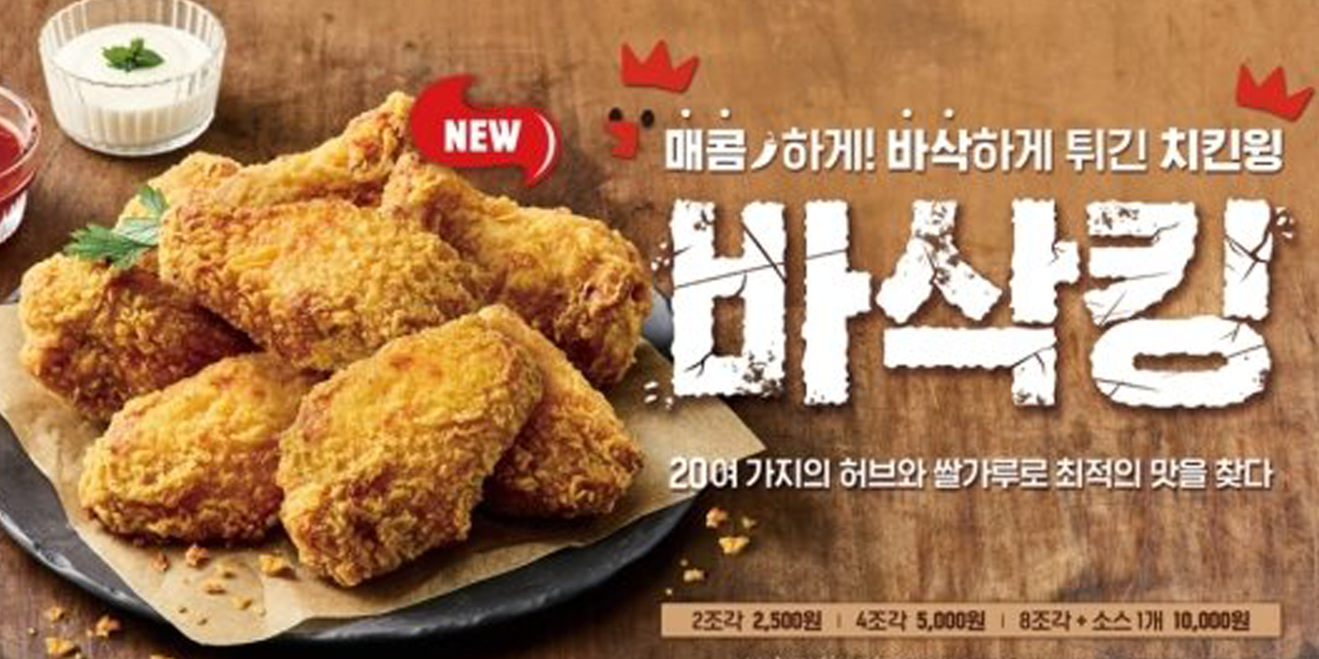 NEW
매콤하게! 바삭하게 튀긴 치킨윙
바삭킹
20여 가지의 허브와 쌀가루로 최적의 맛을 찾다
2조각 2,500원 | 4조각 5,000원 | 8조각 + 소스 1개 10,000원